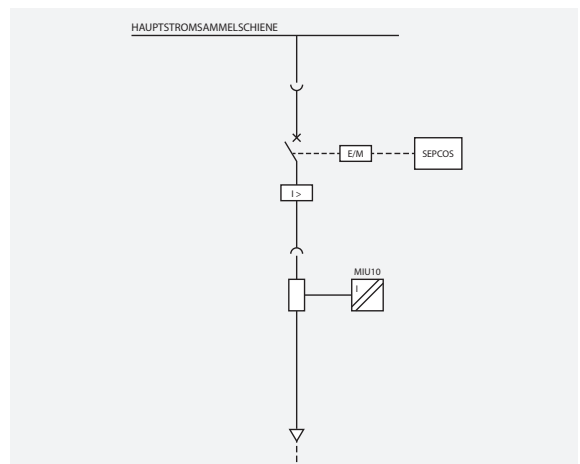 HAUPTSTROMSAMMELSCHIENE
E/M
SEPCOS
I >
MIU10
I